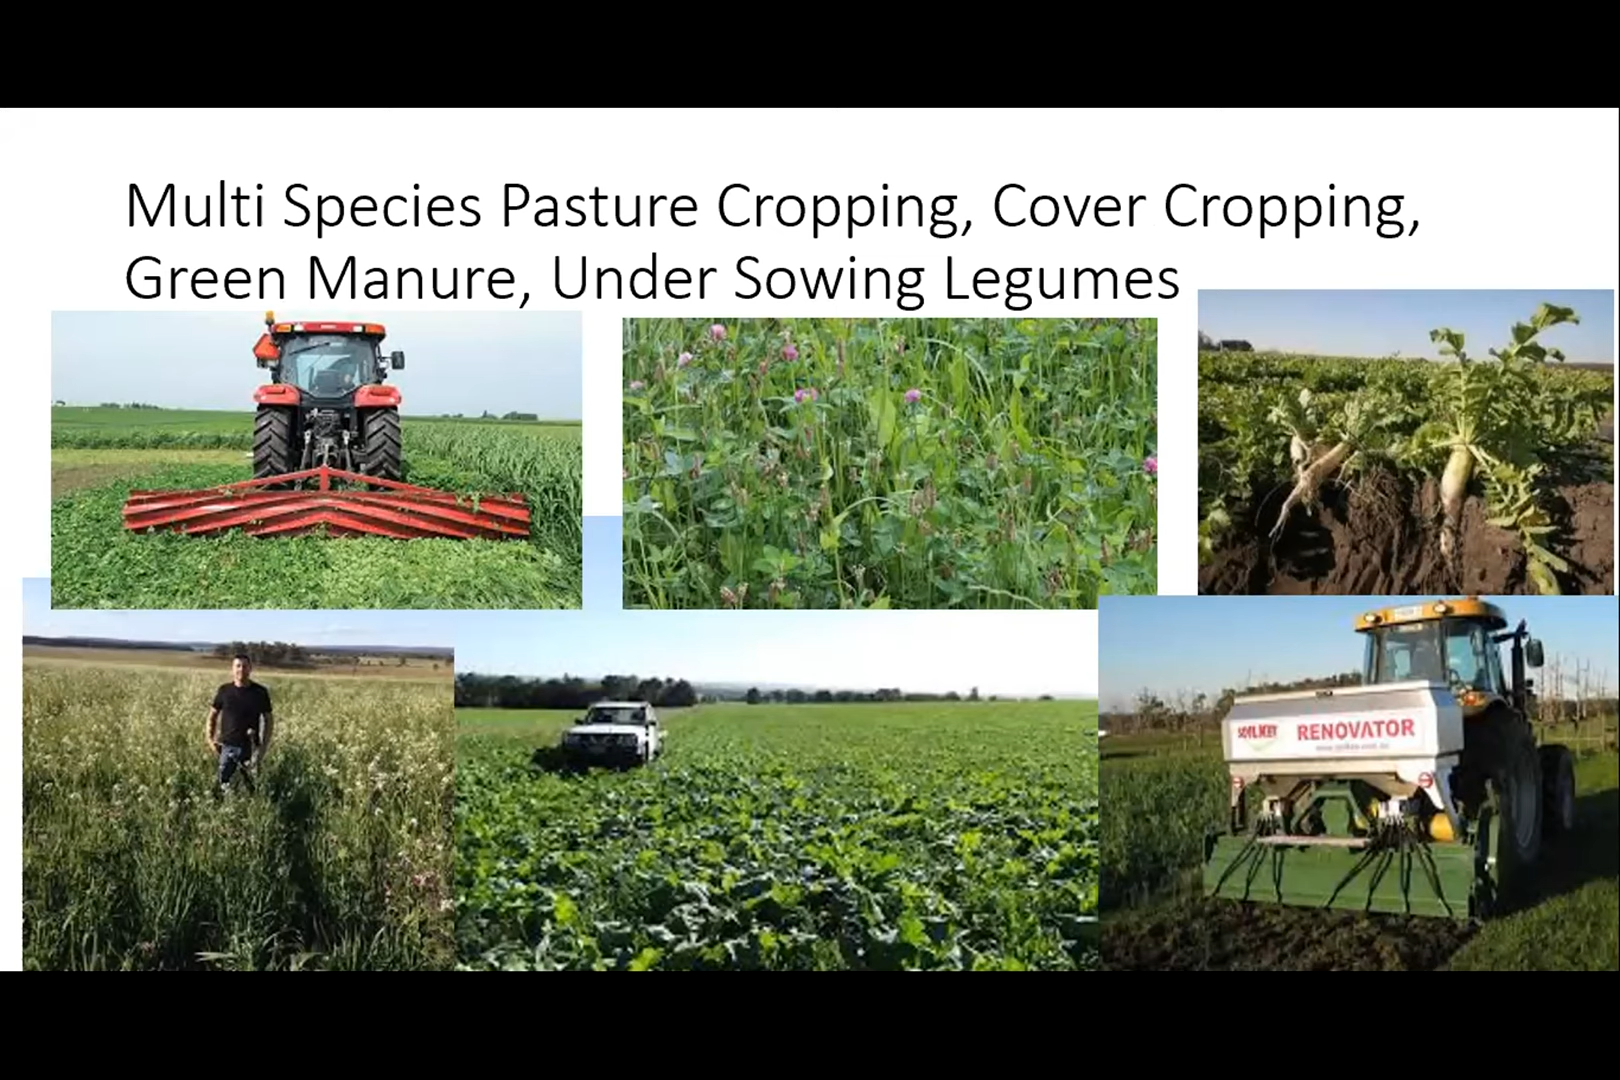 Multi Species Pasture Cropping, Cover Cropping,
Green Manure, Under Sowing Legumes
RENOVATOR